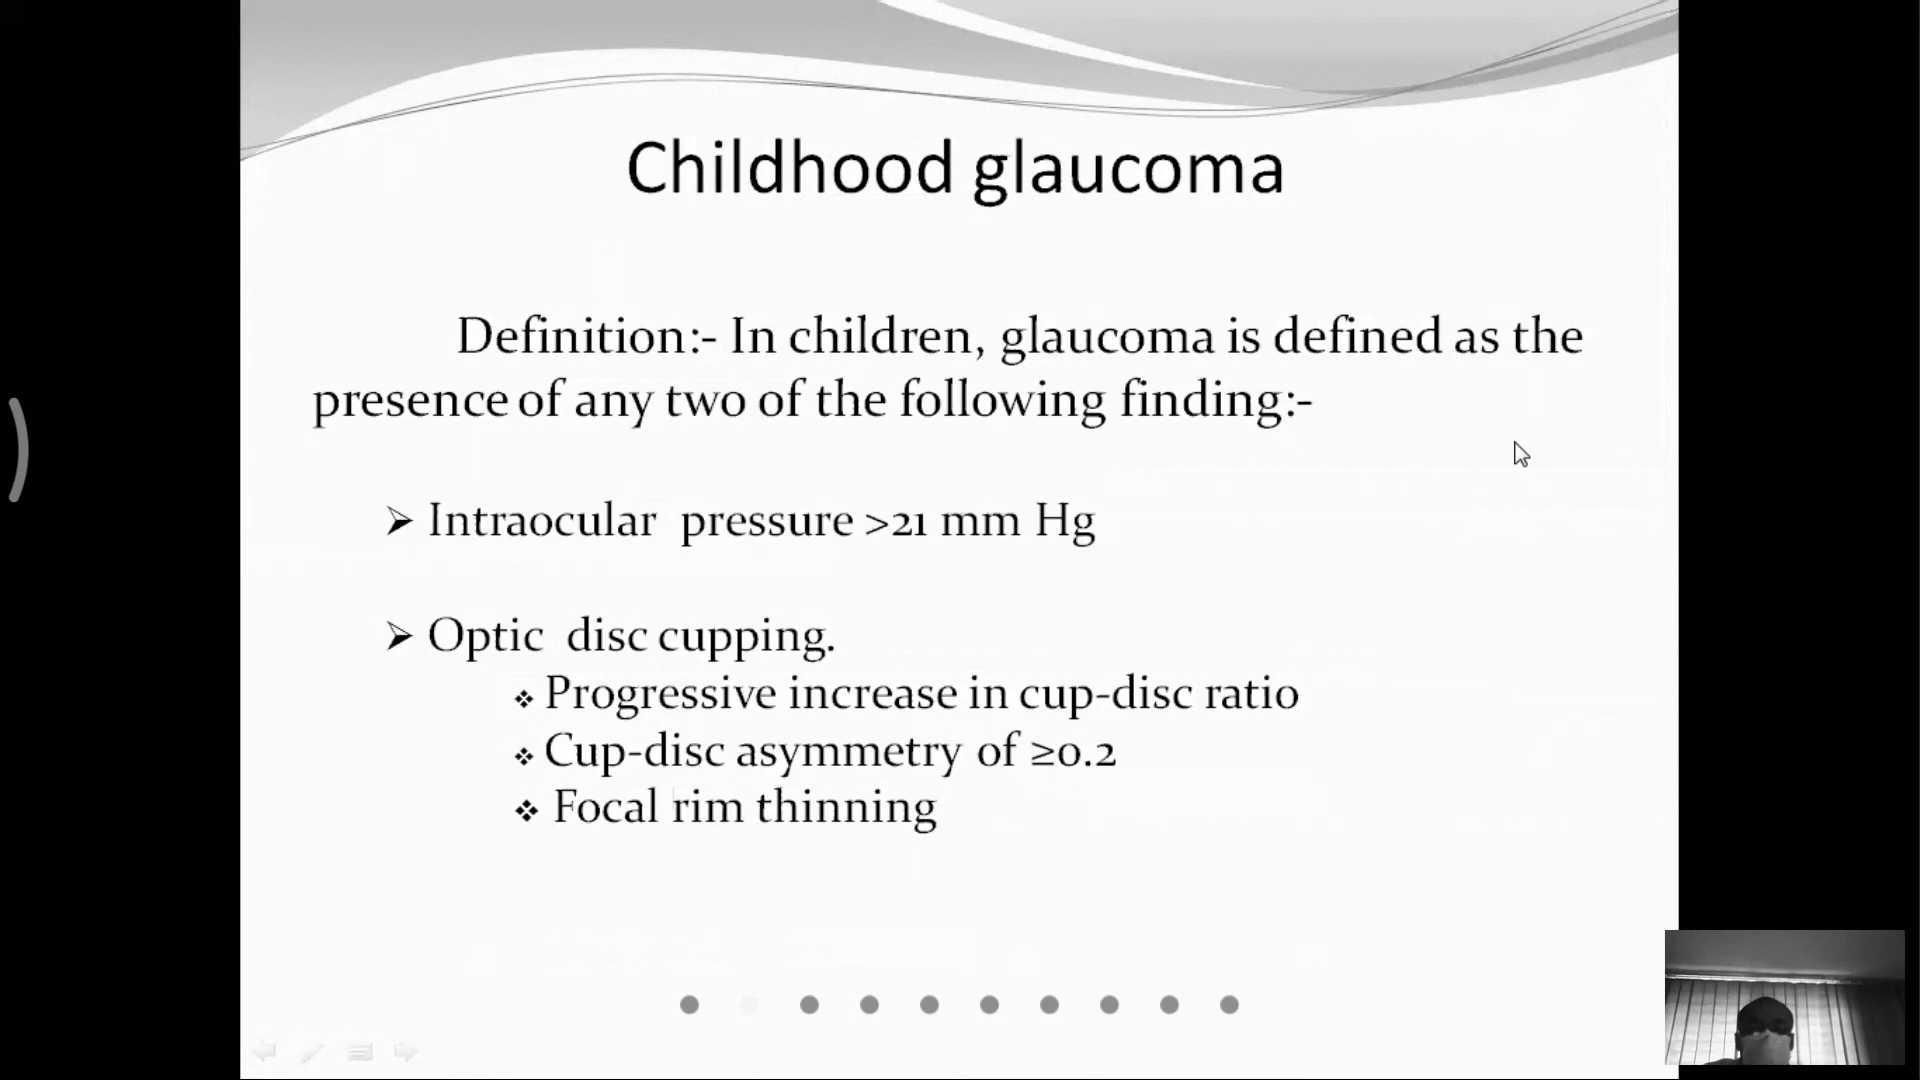 Childhood glaucoma
Definition:- In children, glaucoma is defined as the
presence of any two of the following finding:-
➢ Intraocular pressure >21 mm Hg
➢ Optic disc cupping.
❖ Progressive increase in cup-disc ratio
❖ Cup-disc asymmetry of ≥0.2
❖ Focal rim thinning